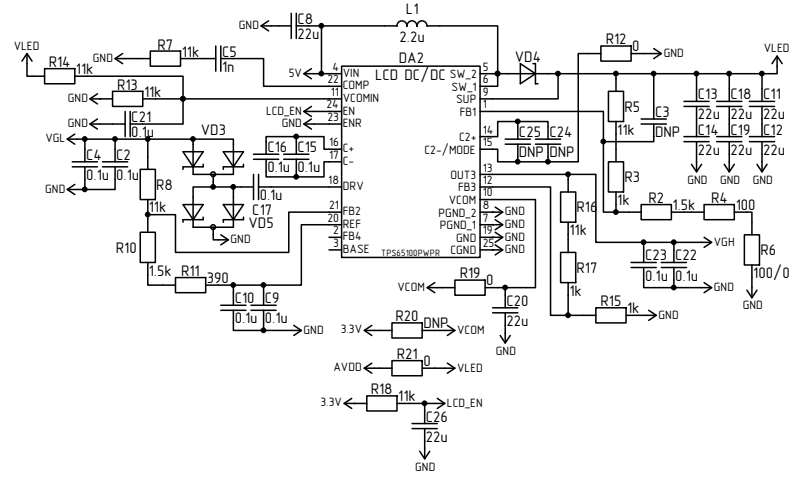 C8
22u
GND
L1
2.2u
R12
0
GND
VLED
R14
11k
GND
R7
11k
C5
1n
5V
DA2
LCD DC/DC
VD4
VLED
4 VIN
22 COMP
11 VCOMIN
24 EN
23 ENR
16 C+
17 C-
18 DRV
21 FB2
20 REF
2 FB4
3 BASE
TPS65100PWPR
SW_2 5
SW_1 6
SUP 9
FB1 1
C2+ 14
C2-/MODE 15
OUT3 13
FB3 12
VCOM 10
PGND_2 8 GND
PGND_1 7 GND
GND 19 GND
CGND 25 GND
R13
11k
GND
GND
C21
0.1u
LCD_EN
GND
VGL
C4
0.1u
C2
0.1u
GND
VD3
R8
11k
C16
0.1u
C15
0.1u
C17
0.1u
VD5
GND
R10
1.5k
R11
390
C10
0.1u
C9
0.1u
GND
R5
11k
C3
DNP
C13
22u
C18
22u
C11
22u
C14
22u
C19
22u
C12
22u
GND
GND
GND
C25
DNP
C24
DNP
R3
1k
R2
1.5k
R4
100
R6
100/0
GND
R16
11k
VGH
C23
0.1u
C22
0.1u
GND
R17
1k
R15
1k
GND
VCOM
R19
0
C20
22u
GND
3.3V
R20
DNP
VCOM
AVDD
R21
0
VLED
3.3V
R18
11k
LCD_EN
C26
22u
GND